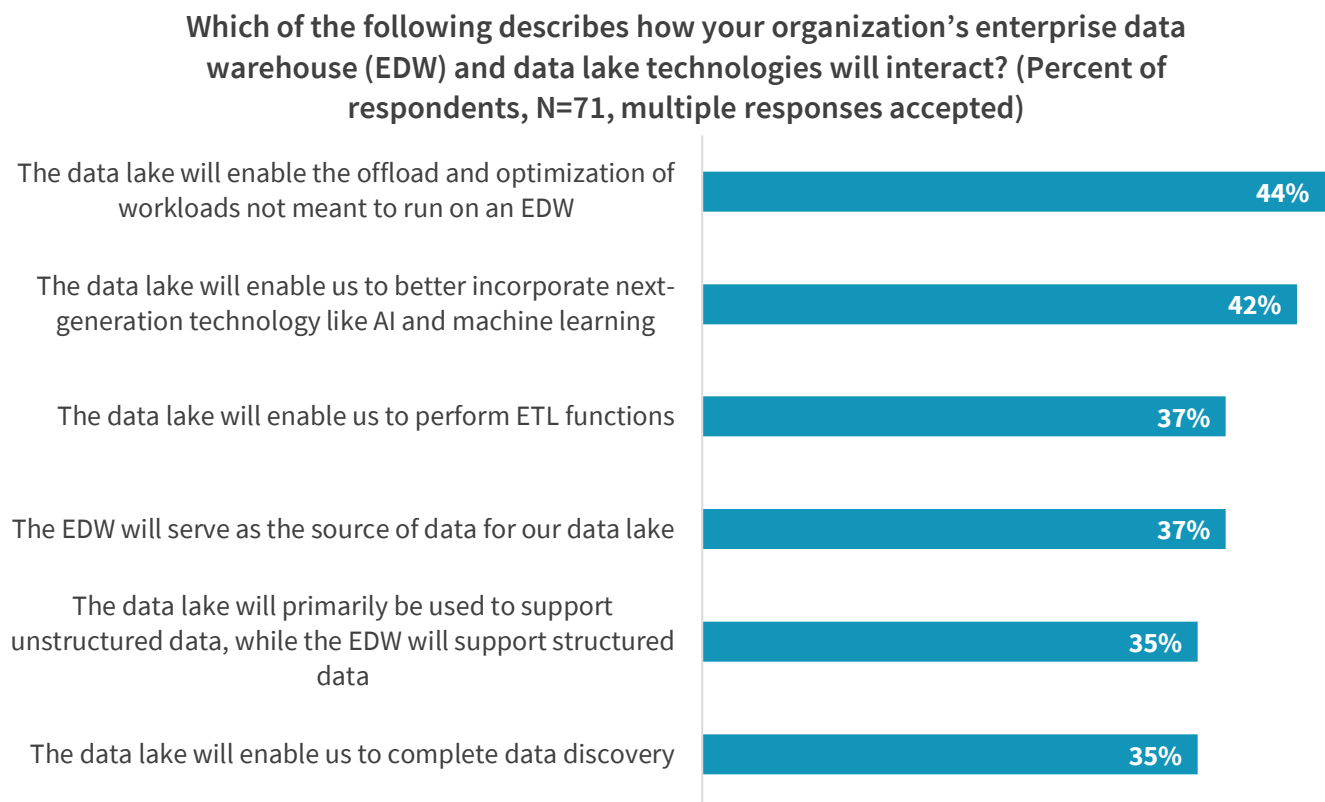 Which of the following describes how your organization’s enterprise data
warehouse (EDW) and data lake technologies will interact? (Percent of
respondents, N=71, multiple responses accepted)
The data lake will enable the offload and optimization of
workloads not meant to run on an EDW
44%
The data lake will enable us to better incorporate next-
generation technology like AI and machine learning
42%
The data lake will enable us to perform ETL functions
37%
The EDW will serve as the source of data for our data lake
37%
The data lake will primarily be used to support
unstructured data, while the EDW will support structured
data
35%
The data lake will enable us to complete data discovery
35%